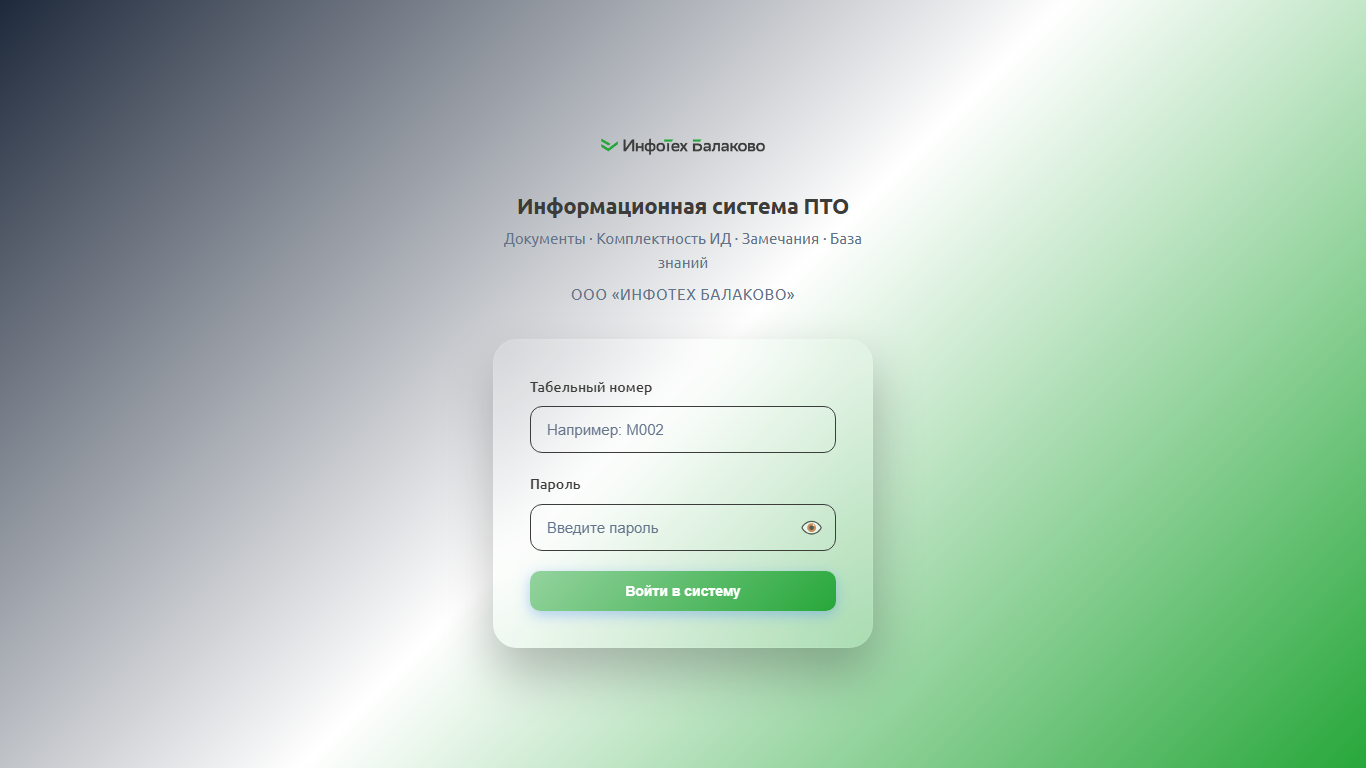 Инфотех Балаково
Информационная система ПТО
Документы · Комплектность ИД · Замечания · База
знаний
ООО «ИНФОТЕХ БАЛАКОВО»
Табельный номер
Например: М002
Пароль
Введите пароль
Войти в систему